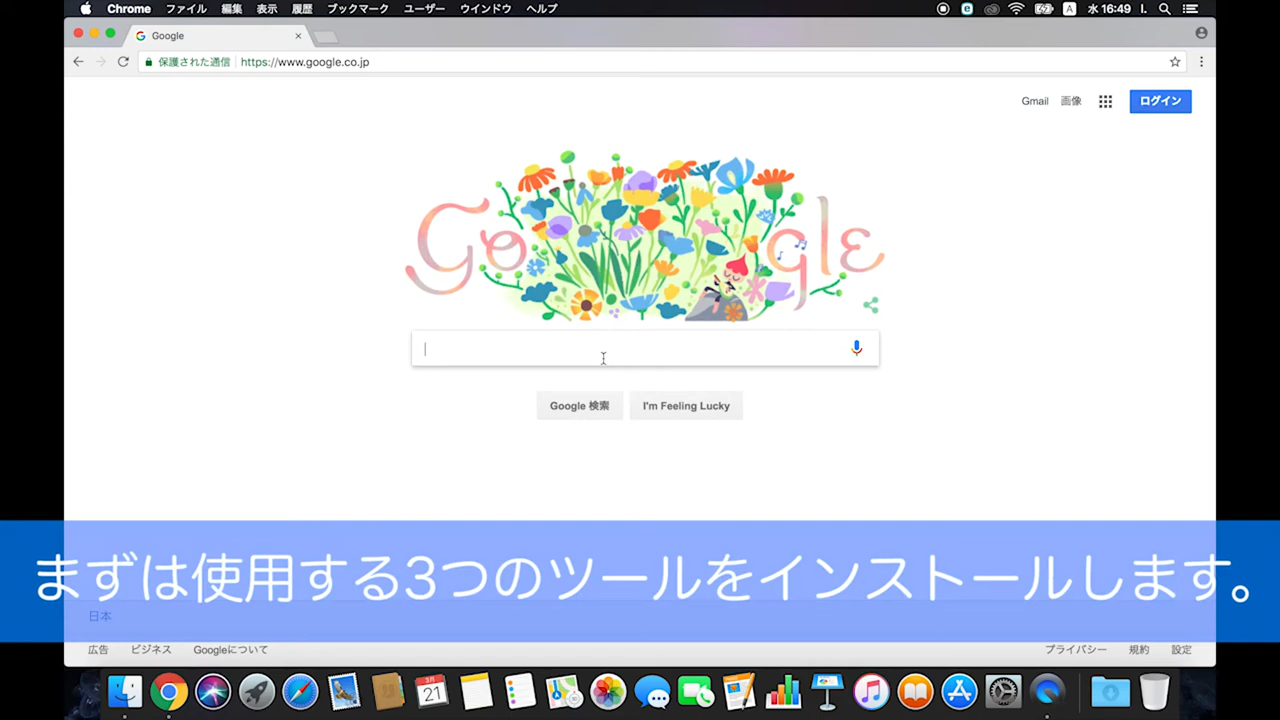 Chrome ファイル 編集 表示 履歴 ブックマーク ユーザー ウインドウ ヘルプ
A 水 16:49 I.
Google
保護された通信 https://www.google.co.jp
Gmail 画像 ログイン
Google
Google 検索 I'm Feeling Lucky
まずは使用する3つのツールをインストールします。
日本
広告 ビジネス Googleについて プライバシー 規約 設定
3月
21